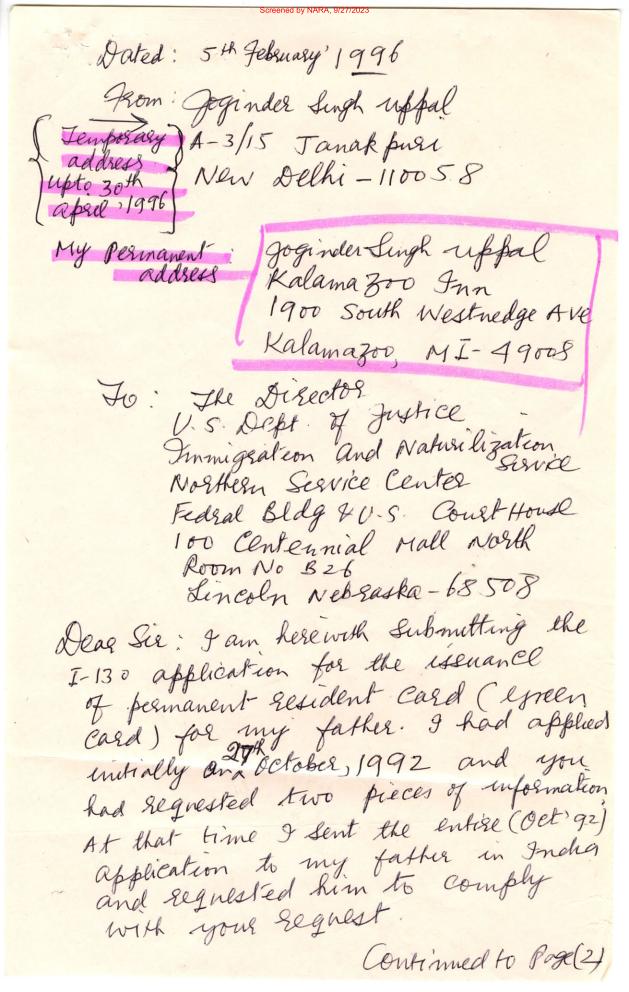 Screened by NARA, 9/27/2023
Dated: 5th February' 1996
From: Joginder Singh Uppal
Temporary address upto 30th April, 1996
A-3/15 Janakpuri
New Delhi - 110058
My Permanent address :
Joginder Singh Uppal
Kalamazoo Inn
1900 South Westnedge Ave
Kalamazoo, MI - 49008
To: The Director
U.S. Dept. of Justice
Immigration and Naturilization Service
Northern Service Center
Fedral Bldg & U.S. Court House
100 Centennial Mall North
Room No B26
Lincoln Nebraska - 68508
Dear Sir: I am herewith submitting the
I-130 application for the issuance
of permanent resident card (green
card) for my father. I had applied
initially on 27th October, 1992 and you
had requested two pieces of information
At that time I sent the entire (Oct' 92)
application to my father in India
and requested him to comply
with your request.
Continued to Page (2)